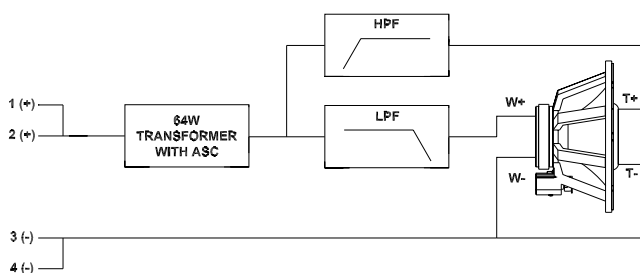 HPF
1 (+)
2 (+)
64W
TRANSFORMER
WITH ASC
LPF
W+
T+
W-
T-
3 (-)
4 (-)